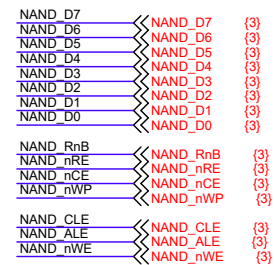 NAND_D7 NAND_D7 {3}
NAND_D6 NAND_D6 {3}
NAND_D5 NAND_D5 {3}
NAND_D4 NAND_D4 {3}
NAND_D3 NAND_D3 {3}
NAND_D2 NAND_D2 {3}
NAND_D1 NAND_D1 {3}
NAND_D0 NAND_D0 {3}
NAND_RnB NAND_RnB {3}
NAND_nRE NAND_nRE {3}
NAND_nCE NAND_nCE {3}
NAND_nWP NAND_nWP {3}
NAND_CLE NAND_CLE {3}
NAND_ALE NAND_ALE {3}
NAND_nWE NAND_nWE {3}